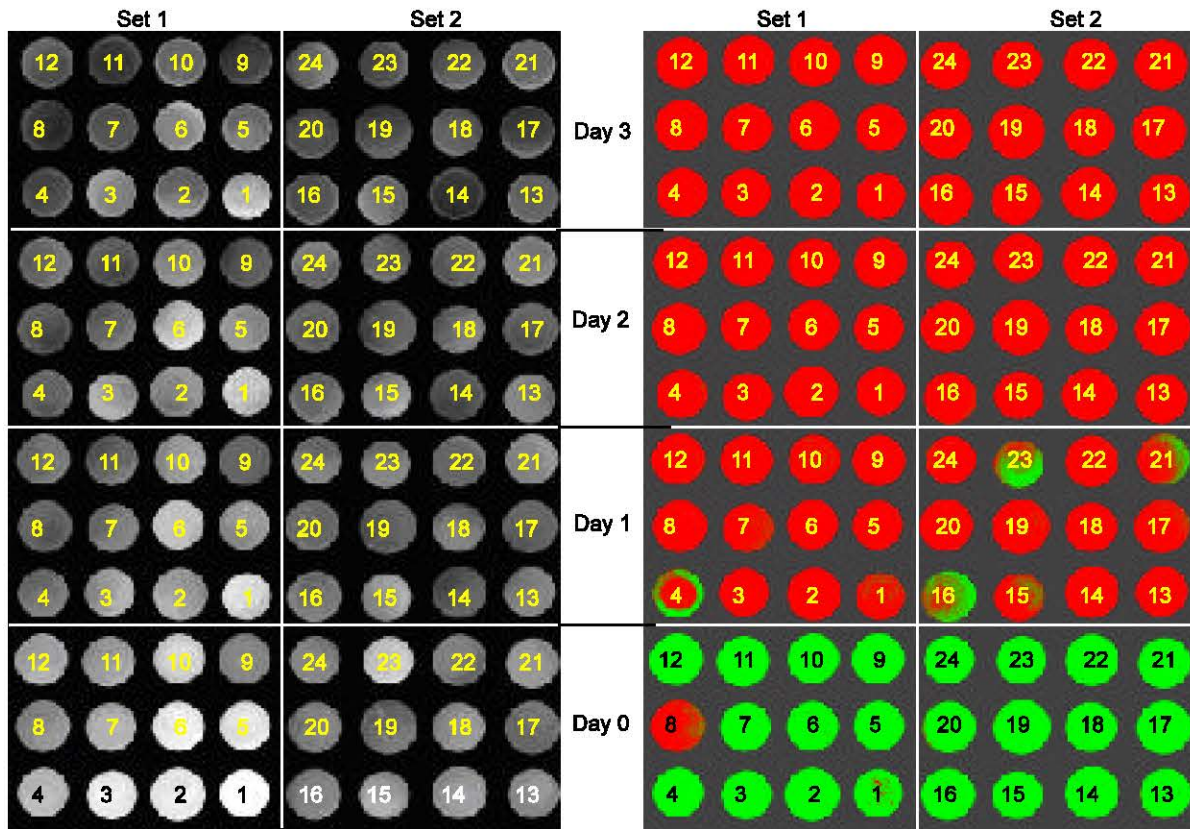 Set 1 Set 2 Set 1 Set 2
12 11 10 9 24 23 22 21 12 11 10 9 24 23 22 21
8 7 6 5 20 19 18 17 Day 3 8 7 6 5 20 19 18 17
4 3 2 1 16 15 14 13 4 3 2 1 16 15 14 13
12 11 10 9 24 23 22 21 12 11 10 9 24 23 22 21
8 7 6 5 20 19 18 17 Day 2 8 7 6 5 20 19 18 17
4 3 2 1 16 15 14 13 4 3 2 1 16 15 14 13
12 11 10 9 24 23 22 21 12 11 10 9 24 23 22 21
8 7 6 5 20 19 18 17 Day 1 8 7 6 5 20 19 18 17
4 3 2 1 16 15 14 13 4 3 2 1 16 15 14 13
12 11 10 9 24 23 22 21 12 11 10 9 24 23 22 21
8 7 6 5 20 19 18 17 Day 0 8 7 6 5 20 19 18 17
4 3 2 1 16 15 14 13 4 3 2 1 16 15 14 13